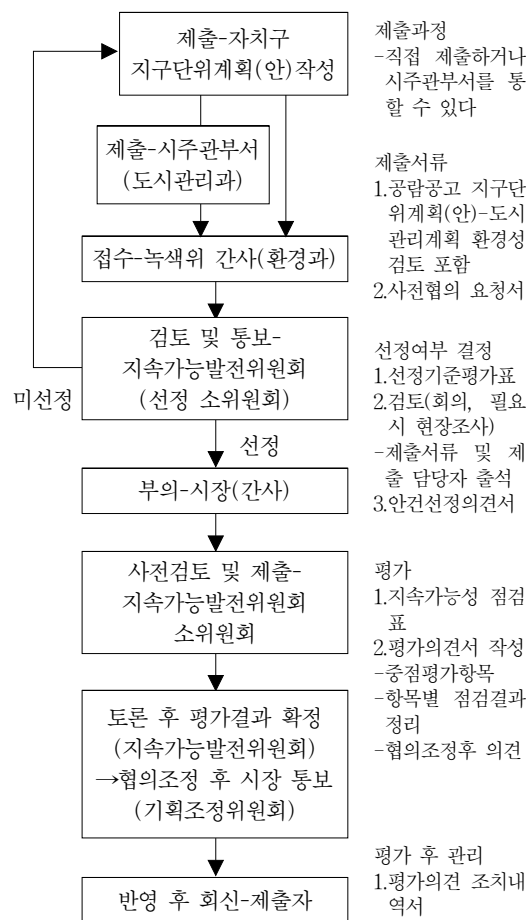 제출-자치구
지구단위계획(안)작성
제출-시주관부서
(도시관리과)
접수-녹색위 간사(환경과)
검토 및 통보-
지속가능발전위원회
(선정 소위원회)
미선정
선정
부의-시장(간사)
사전검토 및 제출-
지속가능발전위원회
소위원회
토론 후 평가결과 확정
(지속가능발전위원회)
→협의조정 후 시장 통보
(기획조정위원회)
반영 후 회신-제출자
제출과정
-직접 제출하거나
시주관부서를 통
할 수 있다
제출서류
1.공람공고 지구단
위계획(안)-도시
관리계획 환경성
검토 포함
2.사전협의 요청서
선정여부 결정
1.선정기준평가표
2.검토(회의, 필요
시 현장조사)
-제출서류 및 제
출 담당자 출석
3.안건선정의견서
평가
1.지속가능성 점검
표
2.평가의견서 작성
-중점평가항목
-항목별 점검결과
정리
-협의조정후 의견
평가 후 관리
1.평가의견 조치내
역서